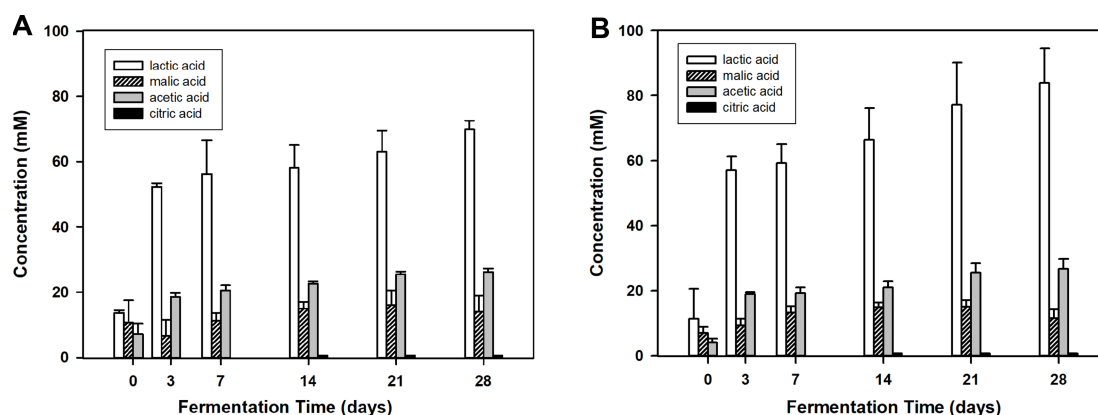 A
100
80
60
40
20
0
Concentration (mM)
lactic acid
malic acid
acetic acid
citric acid
0 3 7 14 21 28
Fermentation Time (days)
B
100
80
60
40
20
0
Concentration (mM)
lactic acid
malic acid
acetic acid
citric acid
0 3 7 14 21 28
Fermentation Time (days)